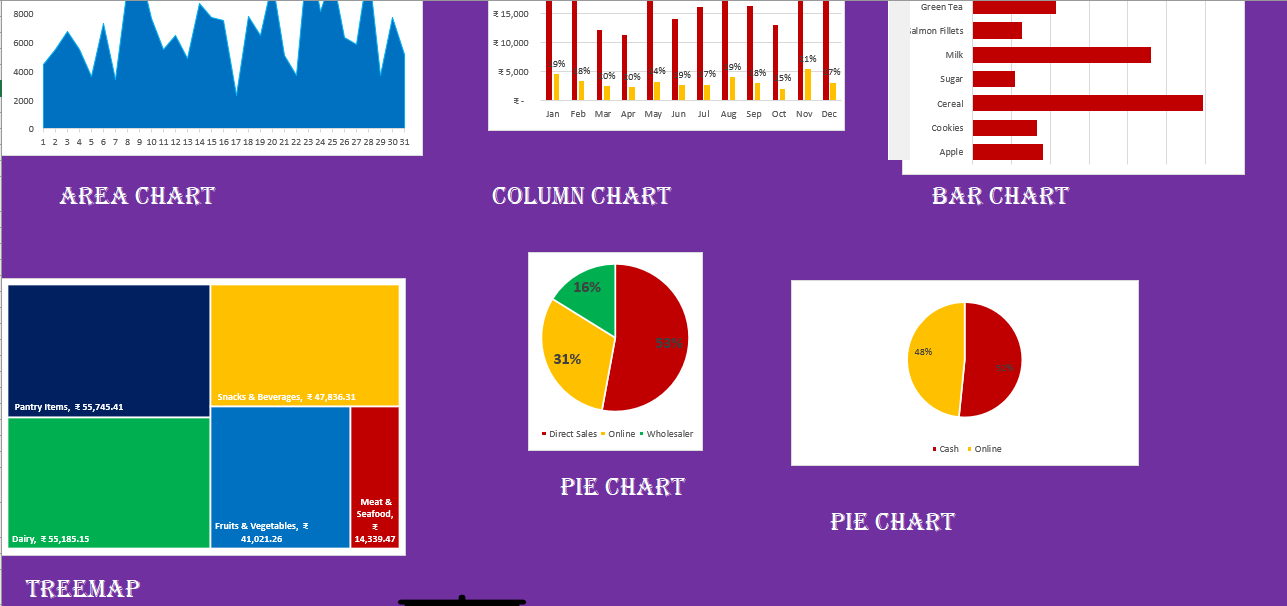 8000
6000
4000
2000
0
1 2 3 4 5 6 7 8 9 10 11 12 13 14 15 16 17 18 19 20 21 22 23 24 25 26 27 28 29 30 31
AREA CHART
₹ 15,000
₹ 10,000
₹ 5,000
₹ -
9% 8% 0% 0% 4% 9% 7% 9% 8% 5% 1% 7%
Jan Feb Mar Apr May Jun Jul Aug Sep Oct Nov Dec
COLUMN CHART
Green Tea
Salmon Fillets
Milk
Sugar
Cereal
Cookies
Apple
BAR CHART
Pantry Items, ₹ 55,745.41
Snacks & Beverages, ₹ 47,836.31
Dairy, ₹ 55,185.15
Fruits & Vegetables, ₹
41,021.26
Meat &
Seafood,
₹
14,339.47
TREEMAP
16%
53%
31%
Direct Sales Online Wholesaler
PIE CHART
48%
Cash Online
PIE CHART